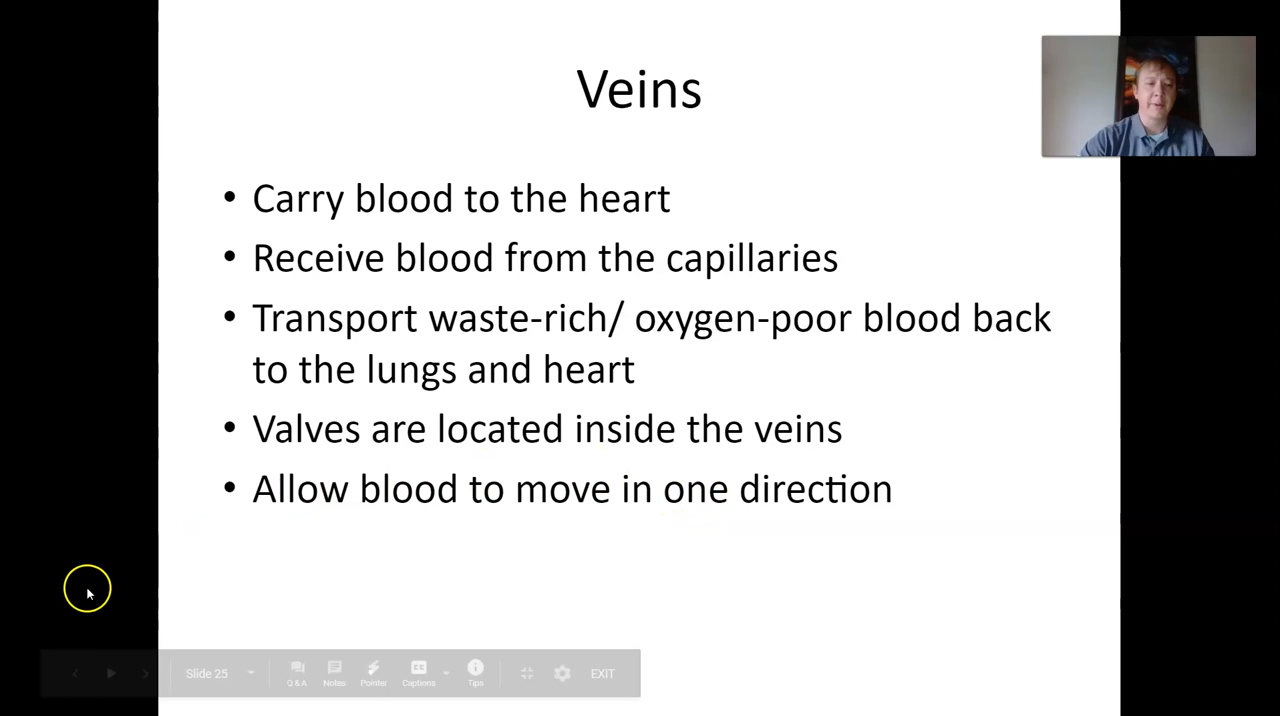 Veins
• Carry blood to the heart
• Receive blood from the capillaries
• Transport waste-rich/ oxygen-poor blood back
to the lungs and heart
• Valves are located inside the veins
• Allow blood to move in one direction
Slide 25
Q & A
Notes
Pointer
CC
Captions
Tips
EXIT